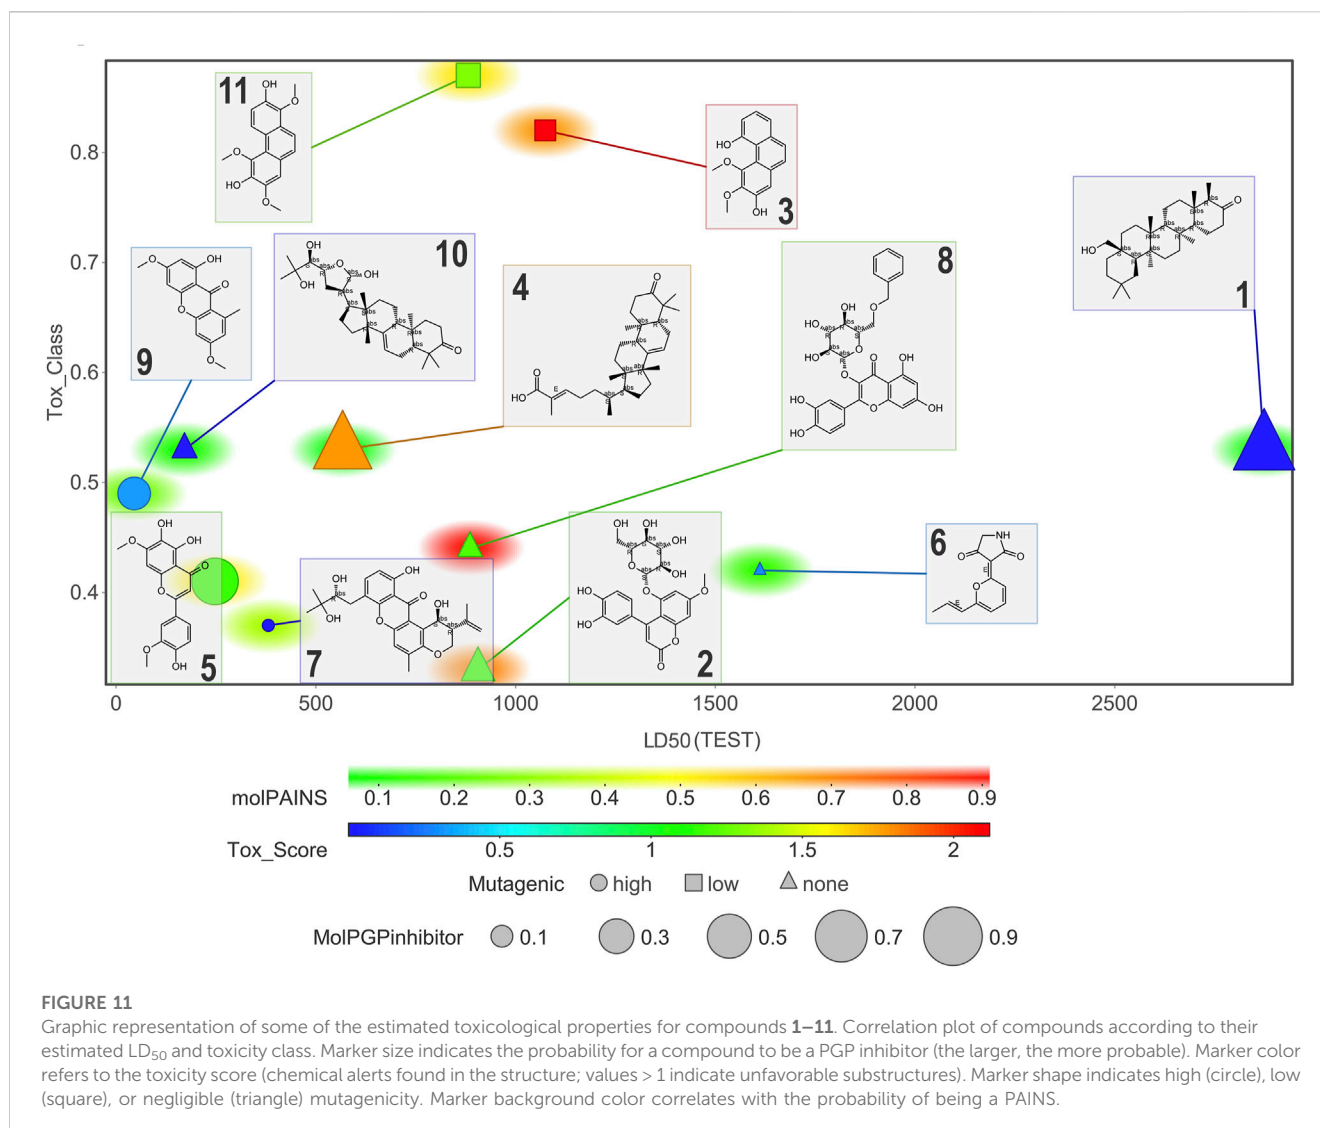 11
3
10
9
4
8
1
5
7
2
6
Tox_Class
0.8
0.7
0.6
0.5
0.4
0
500
1000
1500
2000
2500
LD50 (TEST)
molPAINS
0.1 0.2 0.3 0.4 0.5 0.6 0.7 0.8 0.9
Tox_Score
0.5 1 1.5 2
Mutagenic high low none
MolPGPinhibitor 0.1 0.3 0.5 0.7 0.9
FIGURE 11
Graphic representation of some of the estimated toxicological properties for compounds 1–11. Correlation plot of compounds according to their
estimated LD50 and toxicity class. Marker size indicates the probability for a compound to be a PGP inhibitor (the larger, the more probable). Marker color
refers to the toxicity score (chemical alerts found in the structure; values > 1 indicate unfavorable substructures). Marker shape indicates high (circle), low
(square), or negligible (triangle) mutagenicity. Marker background color correlates with the probability of being a PAINS.